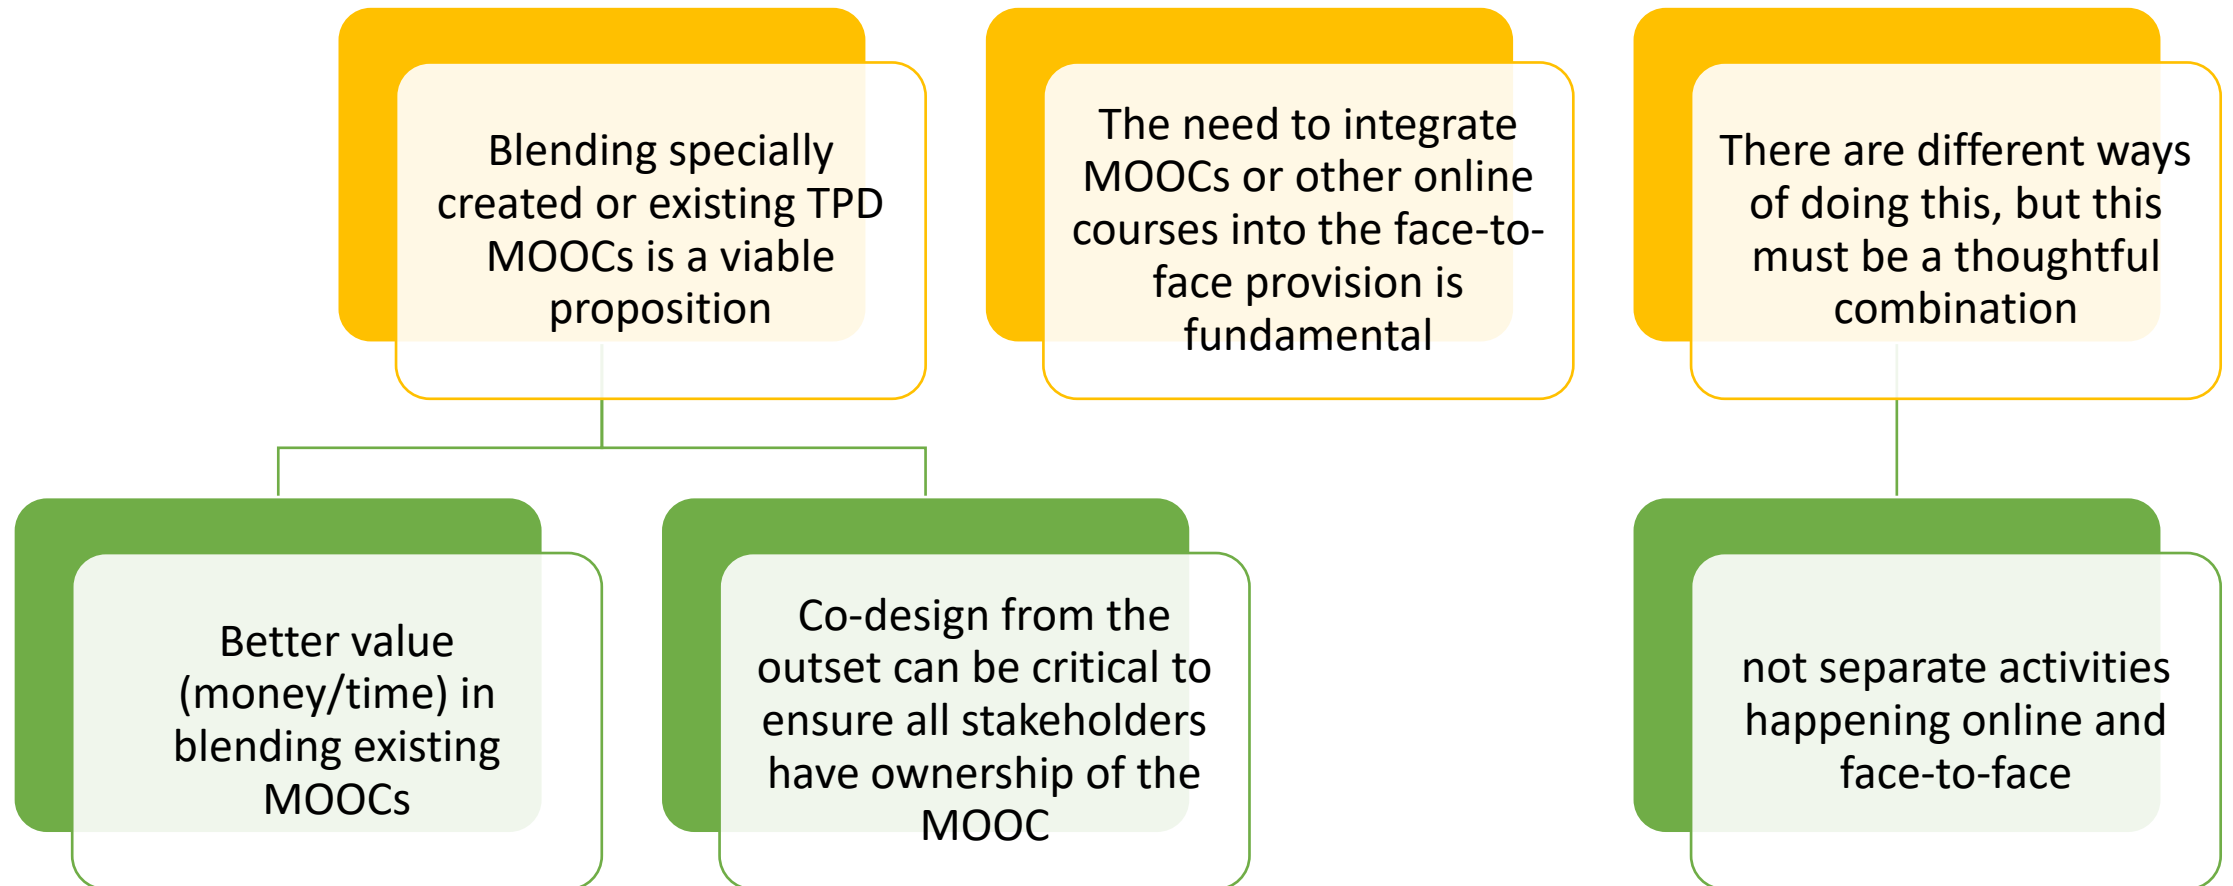 Blending specially
created or existing TPD
MOOCs is a viable
proposition
The need to integrate
MOOCs or other online
courses into the face-to-
face provision is
fundamental
There are different ways
of doing this, but this
must be a thoughtful
combination
Better value
(money/time) in
blending existing
MOOCs
Co-design from the
outset can be critical to
ensure all stakeholders
have ownership of the
MOOC
not separate activities
happening online and
face-to-face